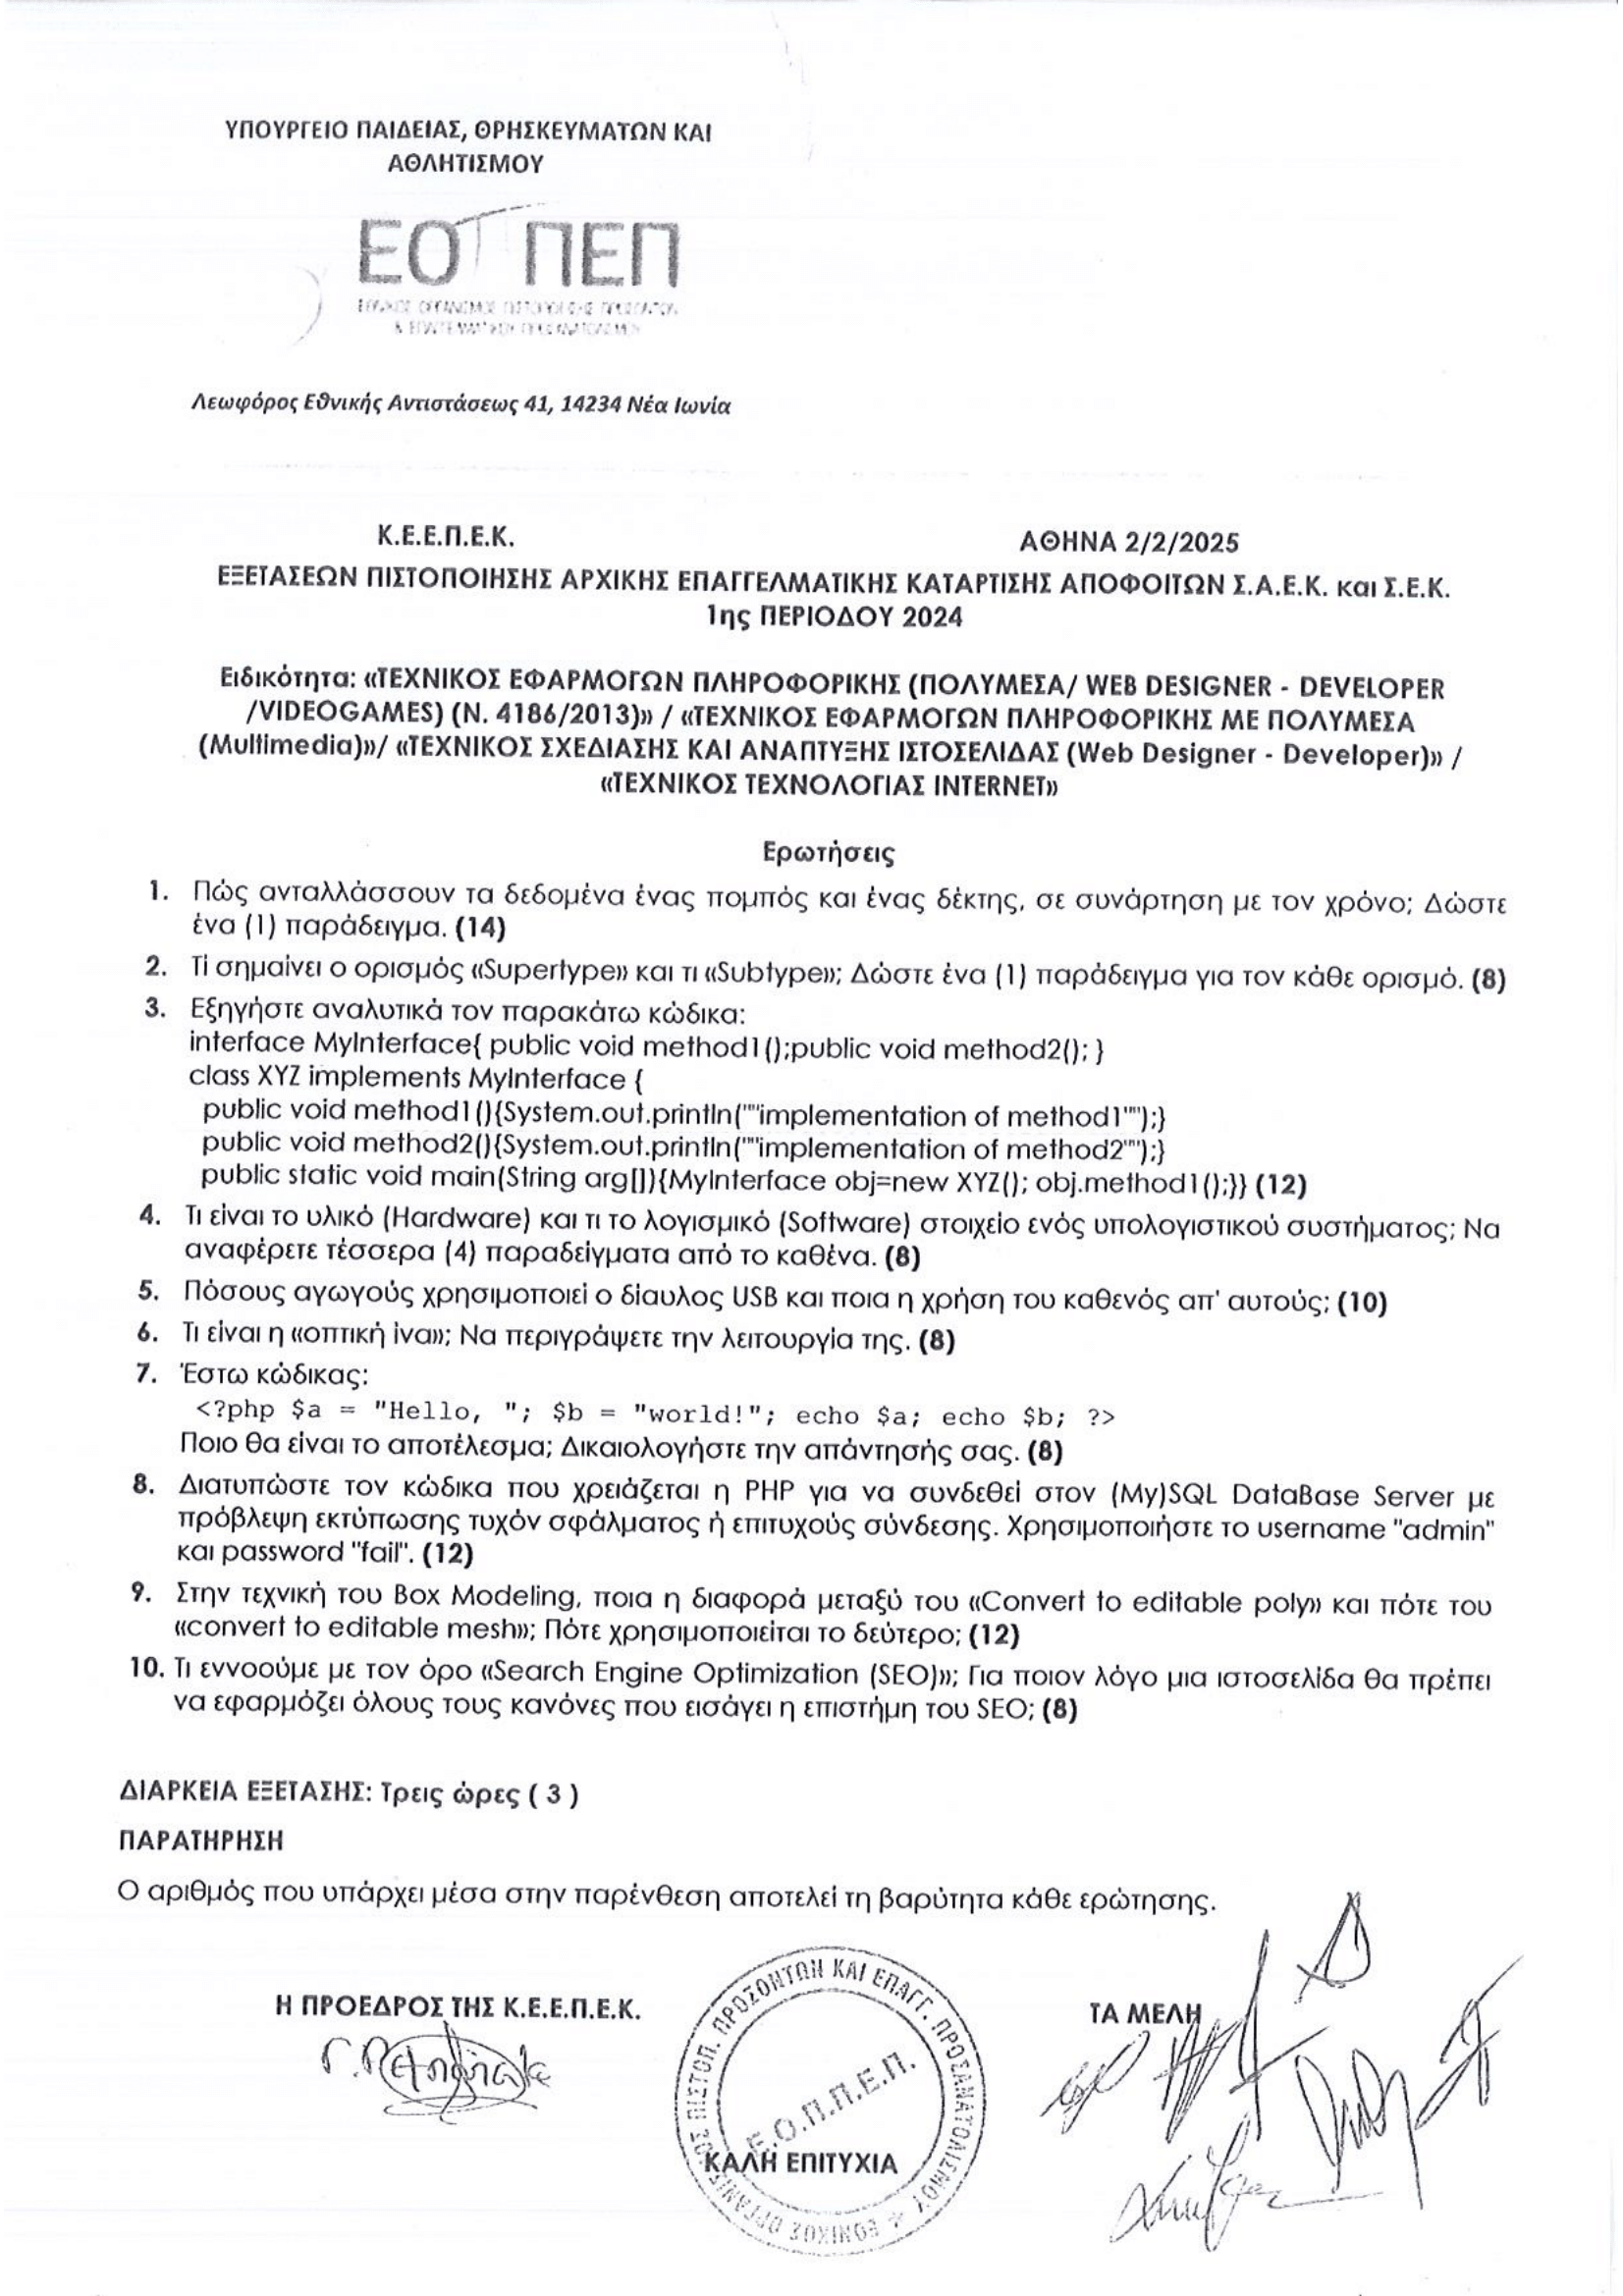 ΥΠΟΥΡΓΕΙΟ ΠΑΙΔΕΙΑΣ, ΘΡΗΣΚΕΥΜΑΤΩΝ ΚΑΙ
ΑΘΛΗΤΙΣΜΟΥ
ΕΟΠΠΕΠ
ΕΘΝΙΚΟΣ ΟΡΓΑΝΙΣΜΟΣ ΠΙΣΤΟΠΟΙΗΣΗΣ ΠΡΟΣΟΝΤΩΝ
& ΕΠΑΓΓΕΛΜΑΤΙΚΟΥ ΠΡΟΣΑΝΑΤΟΛΙΣΜΟΥ
Λεωφόρος Εθνικής Αντιστάσεως 41, 14234 Νέα Ιωνία
Κ.Ε.Ε.Π.Ε.Κ. ΑΘΗΝΑ 2/2/2025
ΕΞΕΤΑΣΕΩΝ ΠΙΣΤΟΠΟΙΗΣΗΣ ΑΡΧΙΚΗΣ ΕΠΑΓΓΕΛΜΑΤΙΚΗΣ ΚΑΤΑΡΤΙΣΗΣ ΑΠΟΦΟΙΤΩΝ Σ.Α.Ε.Κ. και Σ.Ε.Κ.
1ης ΠΕΡΙΟΔΟΥ 2024
Ειδικότητα: «ΤΕΧΝΙΚΟΣ ΕΦΑΡΜΟΓΩΝ ΠΛΗΡΟΦΟΡΙΚΗΣ (ΠΟΛΥΜΕΣΑ/ WEB DESIGNER - DEVELOPER
/VIDEOGAMES) (Ν. 4186/2013)» / «ΤΕΧΝΙΚΟΣ ΕΦΑΡΜΟΓΩΝ ΠΛΗΡΟΦΟΡΙΚΗΣ ΜΕ ΠΟΛΥΜΕΣΑ
(Multimedia)»/ «ΤΕΧΝΙΚΟΣ ΣΧΕΔΙΑΣΗΣ ΚΑΙ ΑΝΑΠΤΥΞΗΣ ΙΣΤΟΣΕΛΙΔΑΣ (Web Designer - Developer)» /
«ΤΕΧΝΙΚΟΣ ΤΕΧΝΟΛΟΓΙΑΣ INTERNET»
Ερωτήσεις
1. Πώς ανταλλάσσουν τα δεδομένα ένας πομπός και ένας δέκτης, σε συνάρτηση με τον χρόνο; Δώστε
ένα (1) παράδειγμα. (14)
2. Τί σημαίνει ο ορισμός «Supertype» και τι «Subtype»; Δώστε ένα (1) παράδειγμα για τον κάθε ορισμό. (8)
3. Εξηγήστε αναλυτικά τον παρακάτω κώδικα:
interface MyInterface{ public void method1();public void method2(); }
class XYZ implements MyInterface {
public void method1(){System.out.println(""implementation of method1"");}
public void method2(){System.out.println(""implementation of method2"");}
public static void main(String arg[]){MyInterface obj=new XYZ(); obj.method1();}} (12)
4. Τι είναι το υλικό (Hardware) και τι το λογισμικό (Software) στοιχείο ενός υπολογιστικού συστήματος; Να
αναφέρετε τέσσερα (4) παραδείγματα από το καθένα. (8)
5. Πόσους αγωγούς χρησιμοποιεί ο δίαυλος USB και ποια η χρήση του καθενός απ' αυτούς; (10)
6. Τι είναι η «οπτική ίνα»; Να περιγράψετε την λειτουργία της. (8)
7. Έστω κώδικας:
<?php $a = "Hello, "; $b = "world!"; echo $a; echo $b; ?>
Ποιο θα είναι το αποτέλεσμα; Δικαιολογήστε την απάντησής σας. (8)
8. Διατυπώστε τον κώδικα που χρειάζεται η PHP για να συνδεθεί στον (My)SQL DataBase Server με
πρόβλεψη εκτύπωσης τυχόν σφάλματος ή επιτυχούς σύνδεσης. Χρησιμοποιήστε το username "admin"
και password "fail". (12)
9. Στην τεχνική του Box Modeling, ποια η διαφορά μεταξύ του «Convert to editable poly» και πότε του
«convert to editable mesh»; Πότε χρησιμοποιείται το δεύτερο; (12)
10. Τι εννοούμε με τον όρο «Search Engine Optimization (SEO)»; Για ποιον λόγο μια ιστοσελίδα θα πρέπει
να εφαρμόζει όλους τους κανόνες που εισάγει η επιστήμη του SEO; (8)
ΔΙΑΡΚΕΙΑ ΕΞΕΤΑΣΗΣ: Τρεις ώρες ( 3 )
ΠΑΡΑΤΗΡΗΣΗ
Ο αριθμός που υπάρχει μέσα στην παρένθεση αποτελεί τη βαρύτητα κάθε ερώτησης.
Η ΠΡΟΕΔΡΟΣ ΤΗΣ Κ.Ε.Ε.Π.Ε.Κ.
ΤΑ ΜΕΛΗ
ΕΘΝΙΚΟΣ ΟΡΓΑΝΙΣΜΟΣ ΠΙΣΤΟΠ. ΠΡΟΣΟΝΤΩΝ ΚΑΙ ΕΠΑΓΓ. ΠΡΟΣΑΝΑΤΟΛΙΣΜΟΥ
Ε.Ο.Π.Π.Ε.Π.
ΚΑΛΗ ΕΠΙΤΥΧΙΑ